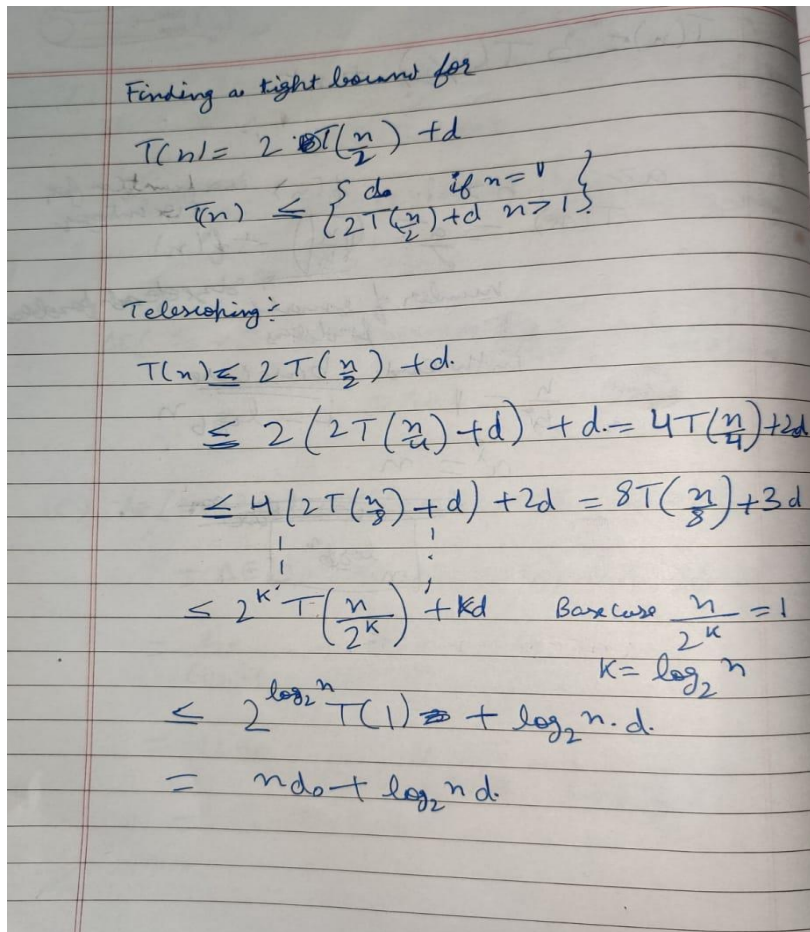 Finding a tight bound for
T(n) = 2 T(n/2) + d
T(n) ≤ { d₀ if n = 1
2T(n/2) + d n > 1 }
Telescoping:
T(n) ≤ 2T(n/2) + d.
≤ 2(2T(n/4) + d) + d. = 4T(n/4) + 2d
≤ 4(2T(n/8) + d) + 2d = 8T(n/8) + 3d
≤ 2^K T(n/2^K) + Kd Base case n/2^K = 1
K = log₂ n
≤ 2^(log₂ n) T(1) + log₂ n . d.
= nd₀ + log₂ n d.